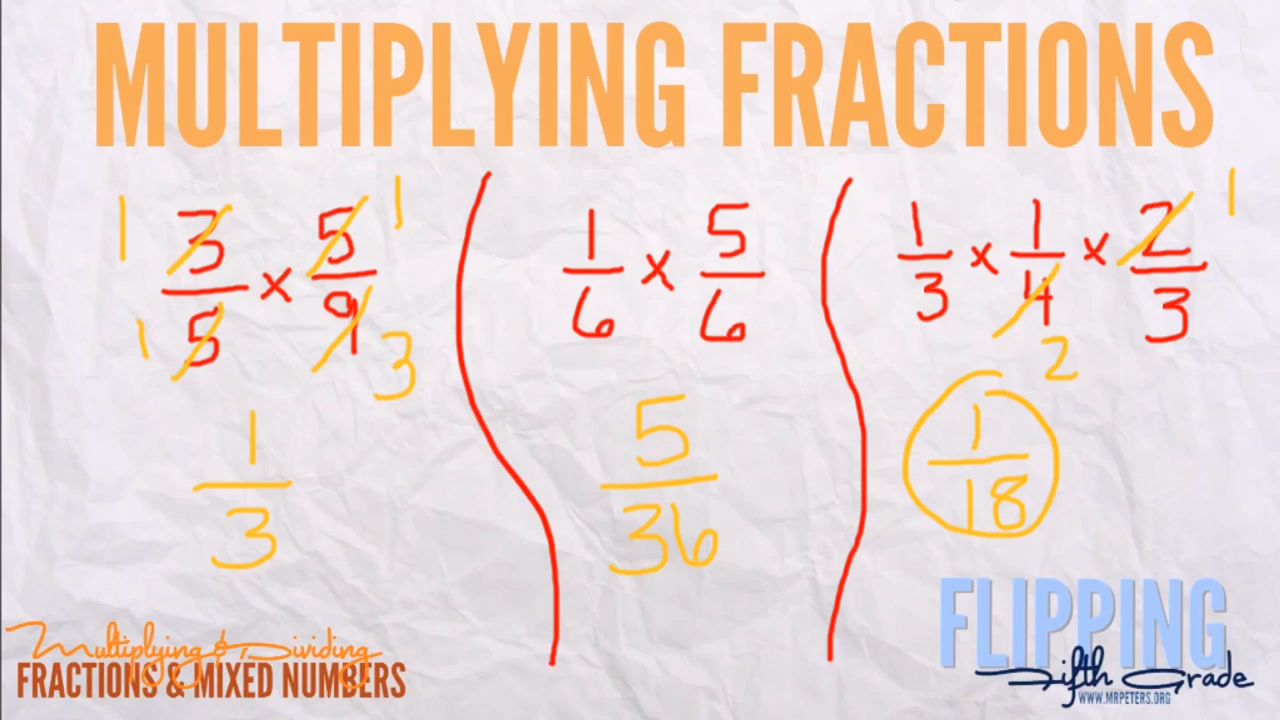 MULTIPLYING FRACTIONS
1 3/5 × 5/9 1
1 3
1/3
1/6 × 5/6
5/36
1/3 × 1/4 × 2/3 1
2
1/18
Multiplying & Dividing
FRACTIONS & MIXED NUMBERS
FLIPPING
Fifth Grade
WWW.MRPETERS.ORG